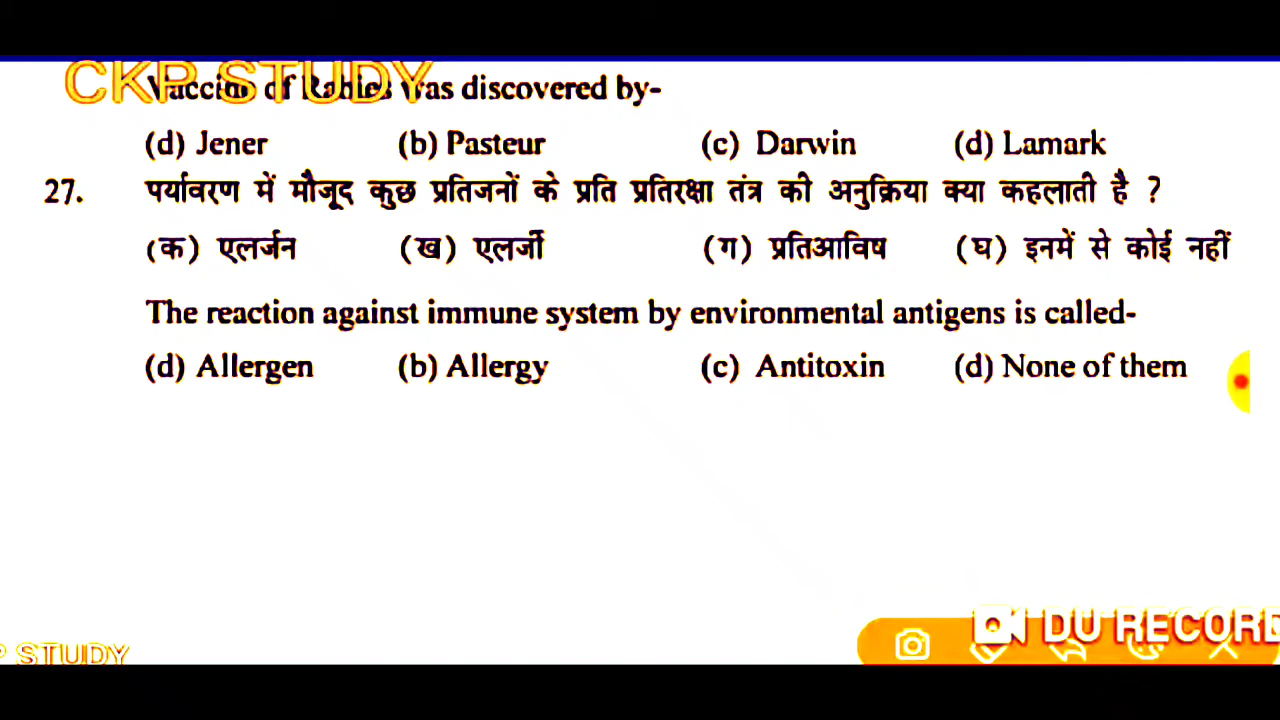 CKP STUDY
Vaccine of Rabies was discovered by-
(d) Jener (b) Pasteur (c) Darwin (d) Lamark
27. पर्यावरण में मौजूद कुछ प्रतिजनों के प्रति प्रतिरक्षा तंत्र की अनुक्रिया क्या कहलाती है ?
(क) एलर्जन (ख) एलर्जी (ग) प्रतिआविष (घ) इनमें से कोई नहीं
The reaction against immune system by environmental antigens is called-
(d) Allergen (b) Allergy (c) Antitoxin (d) None of them
DU RECORD
P STUDY